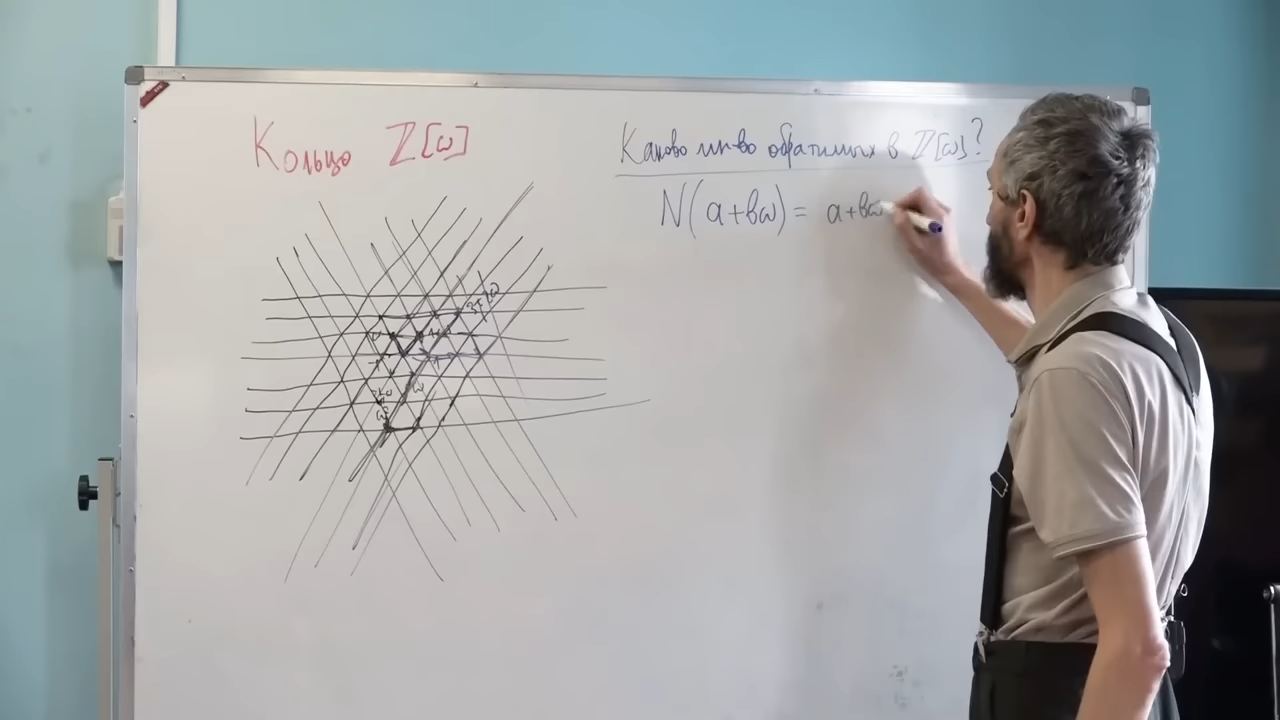 Кольцо ℤ[ω]
Каково мн-во обратимых в ℤ[ω]?
N(a+bω) = a+bω